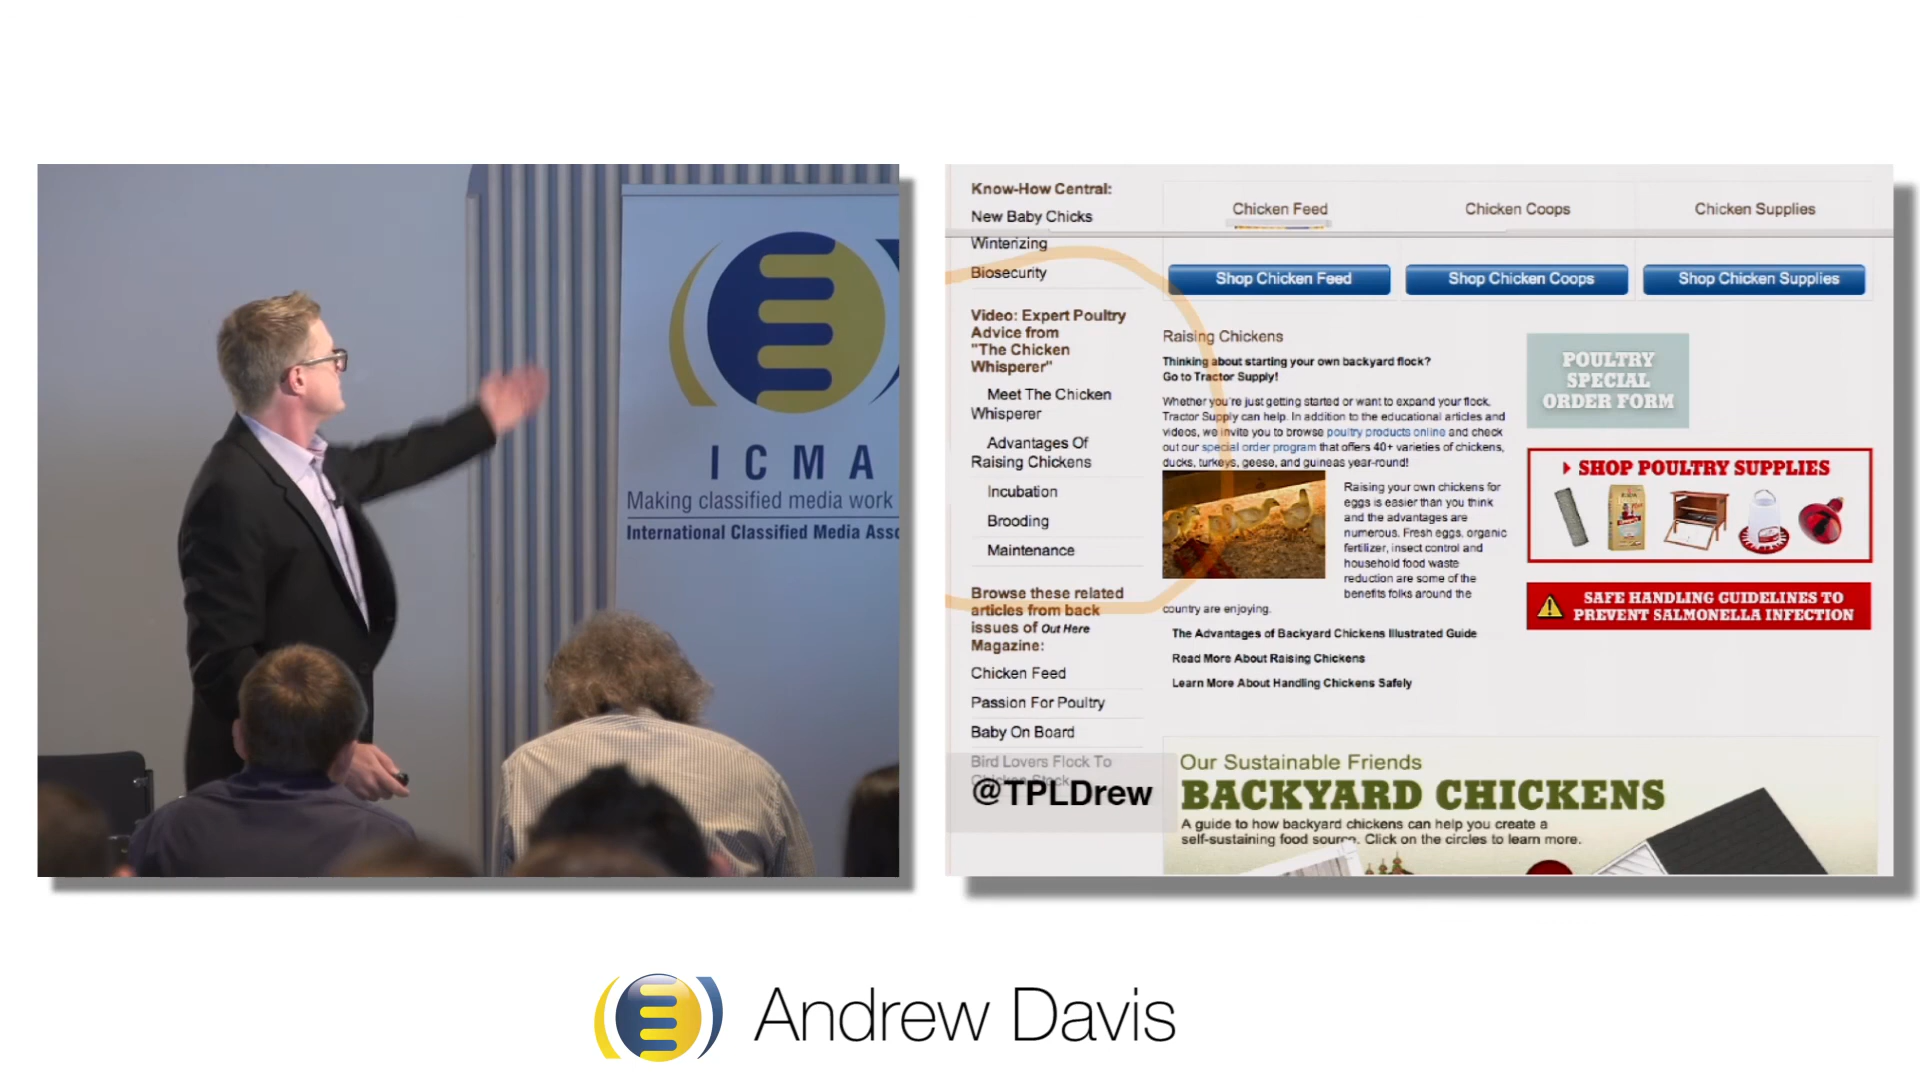 I C M A
Making classified media work
International Classified Media Asso
Know-How Central:
New Baby Chicks
Winterizing
Biosecurity
Video: Expert Poultry
Advice from
"The Chicken
Whisperer"
Meet The Chicken
Whisperer
Advantages Of
Raising Chickens
Incubation
Brooding
Maintenance
Browse these related
articles from back
issues of Out Here
Magazine:
Chicken Feed
Passion For Poultry
Baby On Board
Bird Lovers Flock To
Chicken Stock
@TPLDrew
Chicken Feed
Chicken Coops
Chicken Supplies
Shop Chicken Feed
Shop Chicken Coops
Shop Chicken Supplies
Raising Chickens
Thinking about starting your own backyard flock?
Go to Tractor Supply!
Whether you're just getting started or want to expand your flock,
Tractor Supply can help. In addition to the educational articles and
videos, we invite you to browse poultry products online and check
out our special order program that offers 40+ varieties of chickens,
ducks, turkeys, geese, and guineas year-round!
Raising your own chickens for
eggs is easier than you think
and the advantages are
numerous. Fresh eggs, organic
fertilizer, insect control and
household food waste
reduction are some of the
benefits folks around the
country are enjoying.
The Advantages of Backyard Chickens Illustrated Guide
Read More About Raising Chickens
Learn More About Handling Chickens Safely
POULTRY
SPECIAL
ORDER FORM
SHOP POULTRY SUPPLIES
SAFE HANDLING GUIDELINES TO
PREVENT SALMONELLA INFECTION
Our Sustainable Friends
BACKYARD CHICKENS
A guide to how backyard chickens can help you create a
self-sustaining food source. Click on the circles to learn more.
Andrew Davis